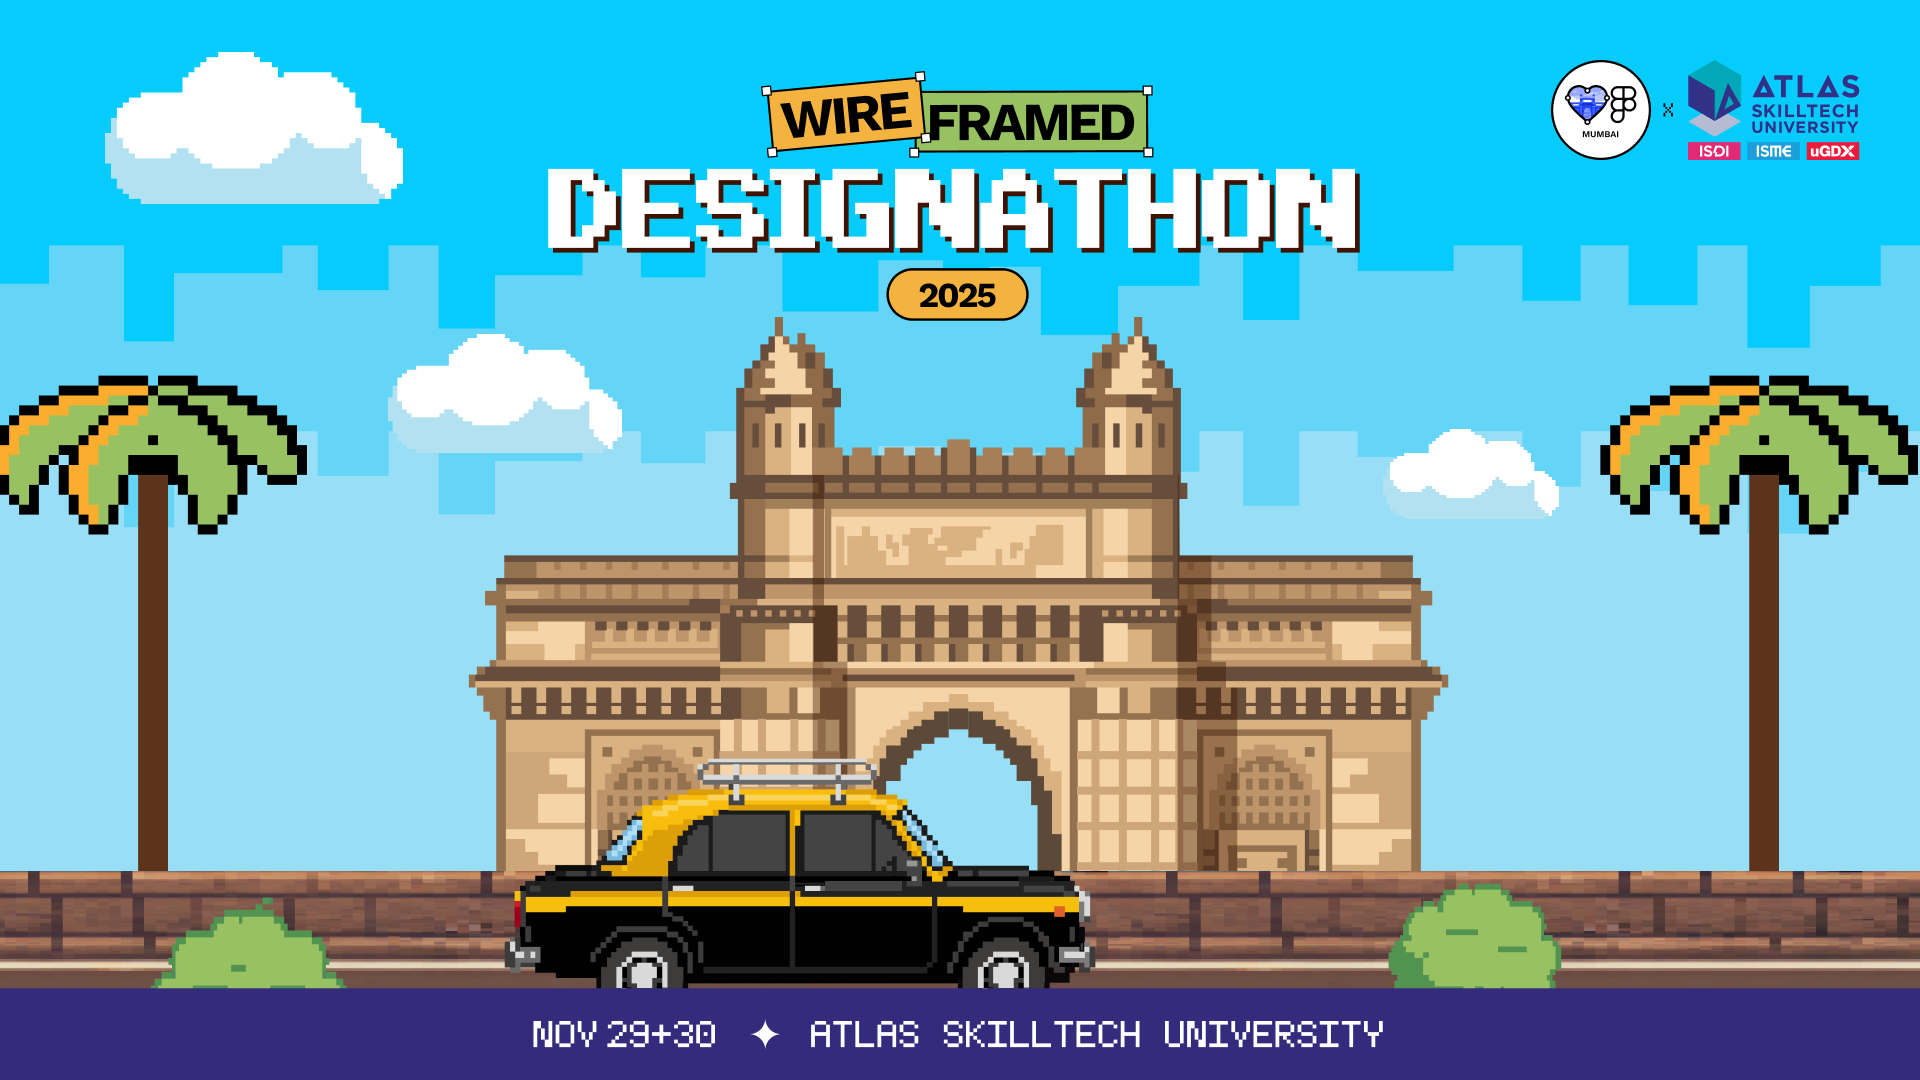 WIRE FRAMED
DESIGNATHON
2025
MUMBAI
x
ATLAS
SKILLTECH
UNIVERSITY
ISDI ISME uGDX
NOV 29+30 ✦ ATLAS SKILLTECH UNIVERSITY